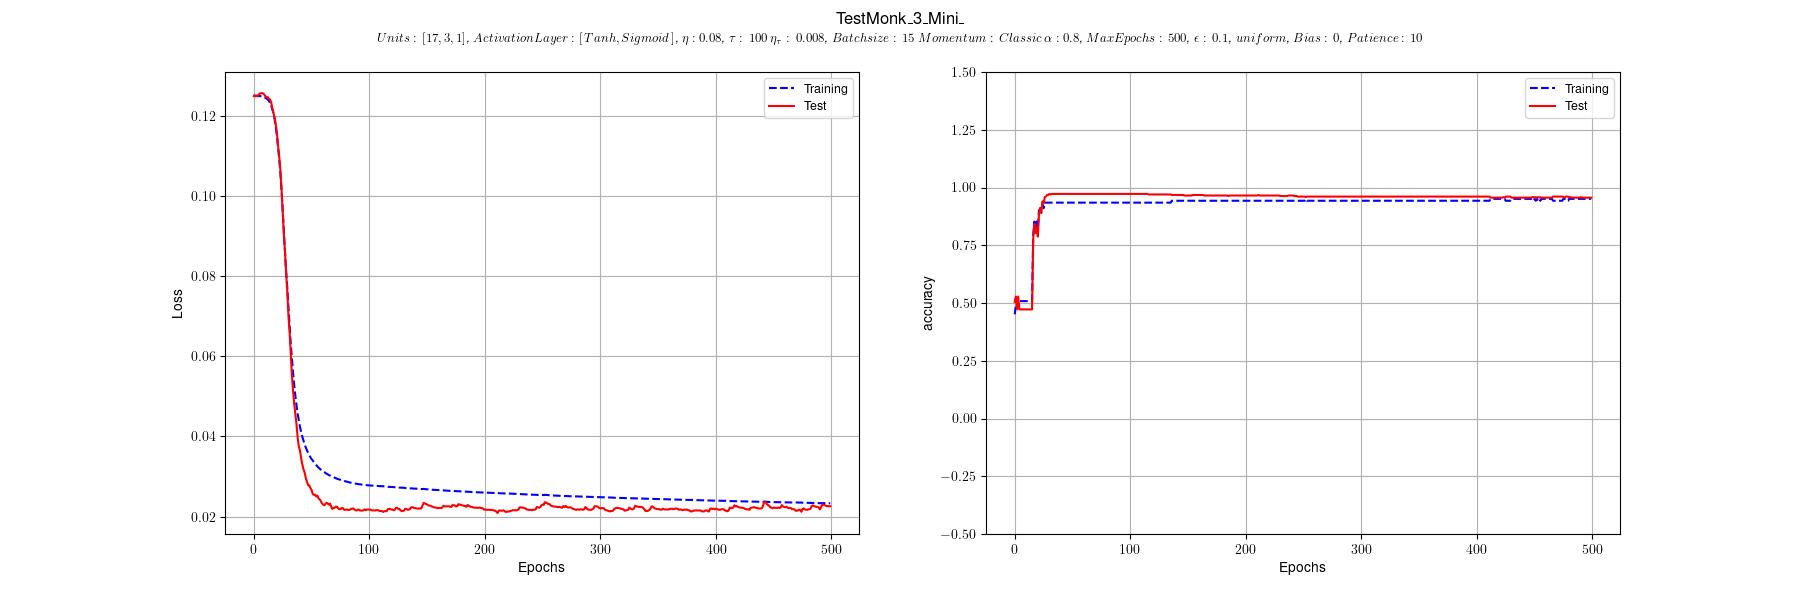 TestMonk_3_Mini_
Units : [17, 3, 1], ActivationLayer : [Tanh, Sigmoid], η : 0.08, τ : 100 ητ : 0.008, Batchsize : 15 Momentum : Classic α : 0.8, MaxEpochs : 500, ϵ : 0.1, uniform, Bias : 0, Patience : 10
Training
Test
0.12
0.10
0.08
0.06
0.04
0.02
Loss
0 100 200 300 400 500
Epochs
Training
Test
1.50
1.25
1.00
0.75
0.50
0.25
0.00
−0.25
−0.50
accuracy
0 100 200 300 400 500
Epochs